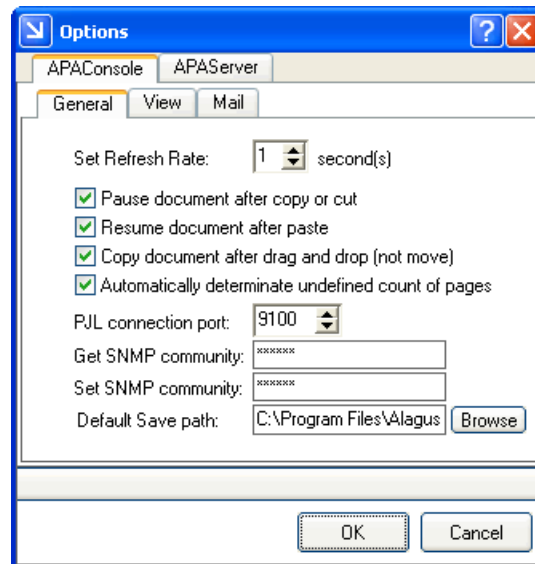 Options
APAConsole APAServer
General View Mail
Set Refresh Rate: 1 second(s)
Pause document after copy or cut
Resume document after paste
Copy document after drag and drop (not move)
Automatically determinate undefined count of pages
PJL connection port: 9100
Get SNMP community: ××××××
Set SNMP community: ××××××
Default Save path: C:\Program Files\Alagus Browse
OK Cancel